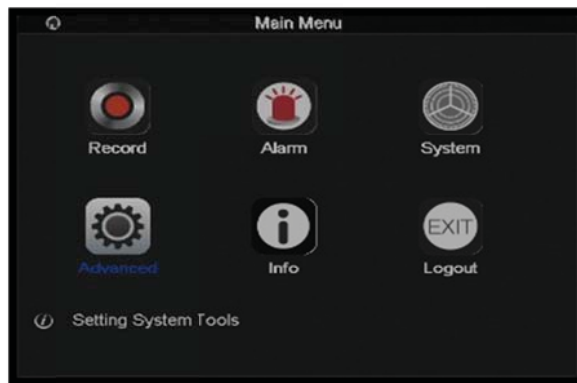 Main Menu
Record Alarm System
EXIT
Advanced Info Logout
Setting System Tools